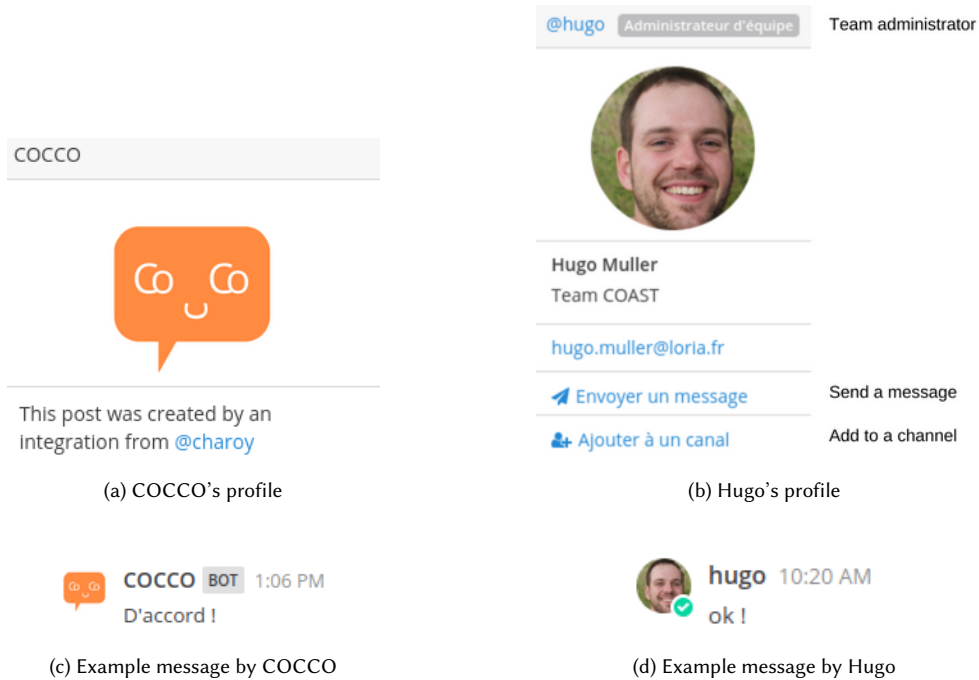 COCCO
Co Co
This post was created by an
integration from @charoy
(a) COCCO's profile
@hugo Administrateur d'équipe Team administrator
Hugo Muller
Team COAST
hugo.muller@loria.fr
Envoyer un message Send a message
Ajouter à un canal Add to a channel
(b) Hugo's profile
COCCO BOT 1:06 PM
D'accord !
(c) Example message by COCCO
hugo 10:20 AM
ok !
(d) Example message by Hugo